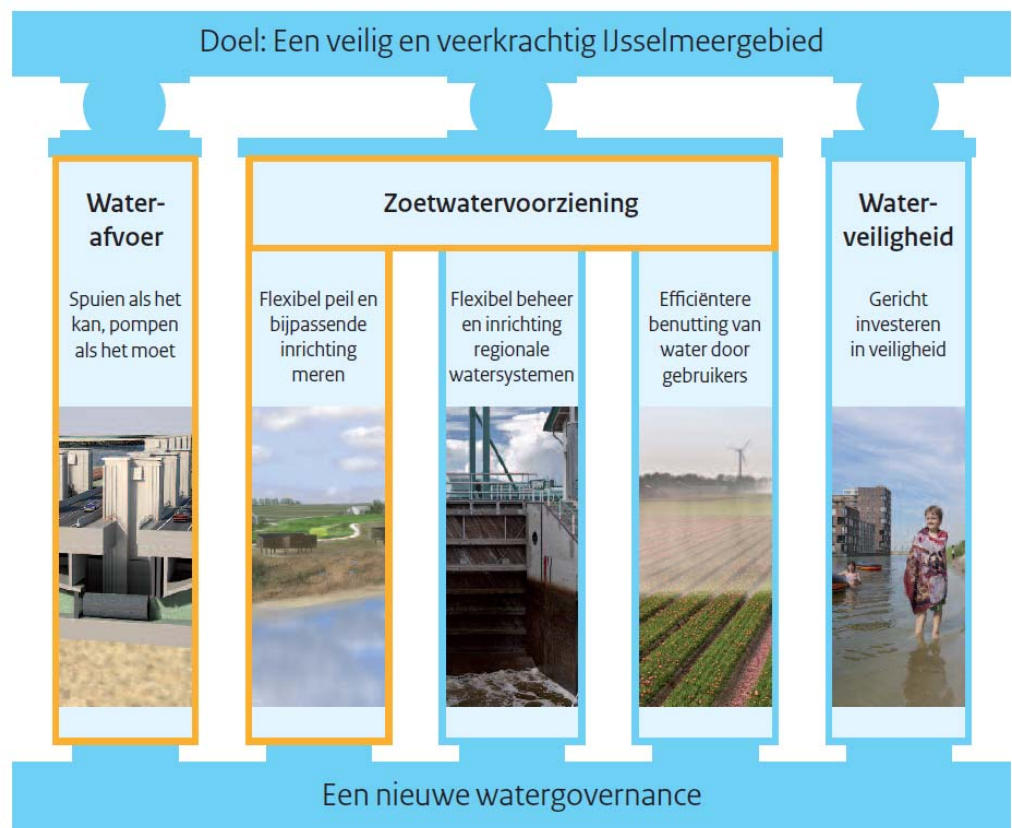 Doel: Een veilig en veerkrachtig IJsselmeergebied
Water-
afvoer
Spuien als het
kan, pompen
als het moet
Zoetwatervoorziening
Flexibel peil en
bijpassende
inrichting
meren
Flexibel beheer
en inrichting
regionale
watersystemen
Efficiëntere
benutting van
water door
gebruikers
Water-
veiligheid
Gericht
investeren
in veiligheid
Een nieuwe watergovernance